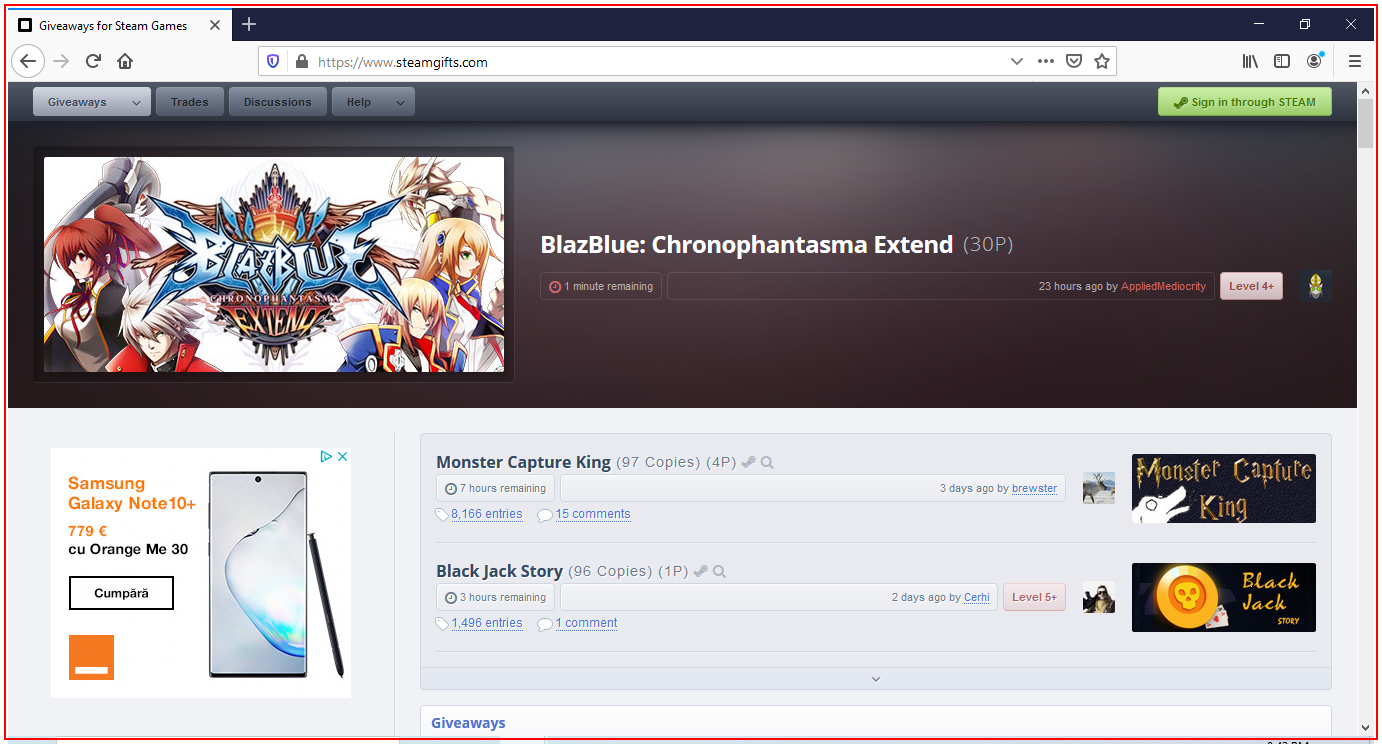 Giveaways for Steam Games
https://www.steamgifts.com
Giveaways
Trades
Discussions
Help
Sign in through STEAM
BLAZBLUE
CHRONOPHANTASMA
EXTEND
BlazBlue: Chronophantasma Extend (30P)
1 minute remaining
23 hours ago by AppliedMediocrity
Level 4+
Samsung
Galaxy Note10+
779 €
cu Orange Me 30
Cumpără
Monster Capture King (97 Copies) (4P)
7 hours remaining
3 days ago by brewster
8,166 entries
15 comments
Monster Capture
King
Black Jack Story (96 Copies) (1P)
3 hours remaining
2 days ago by Cerhi
Level 5+
1,496 entries
1 comment
Black
Jack
STORY
Giveaways